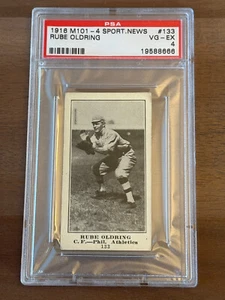 PSA
1916 M101-4 SPORT.NEWS #133
RUBE OLDRING VG-EX
4
19588666
RUBE OLDRING
C. F.—Phil. Athletics
133